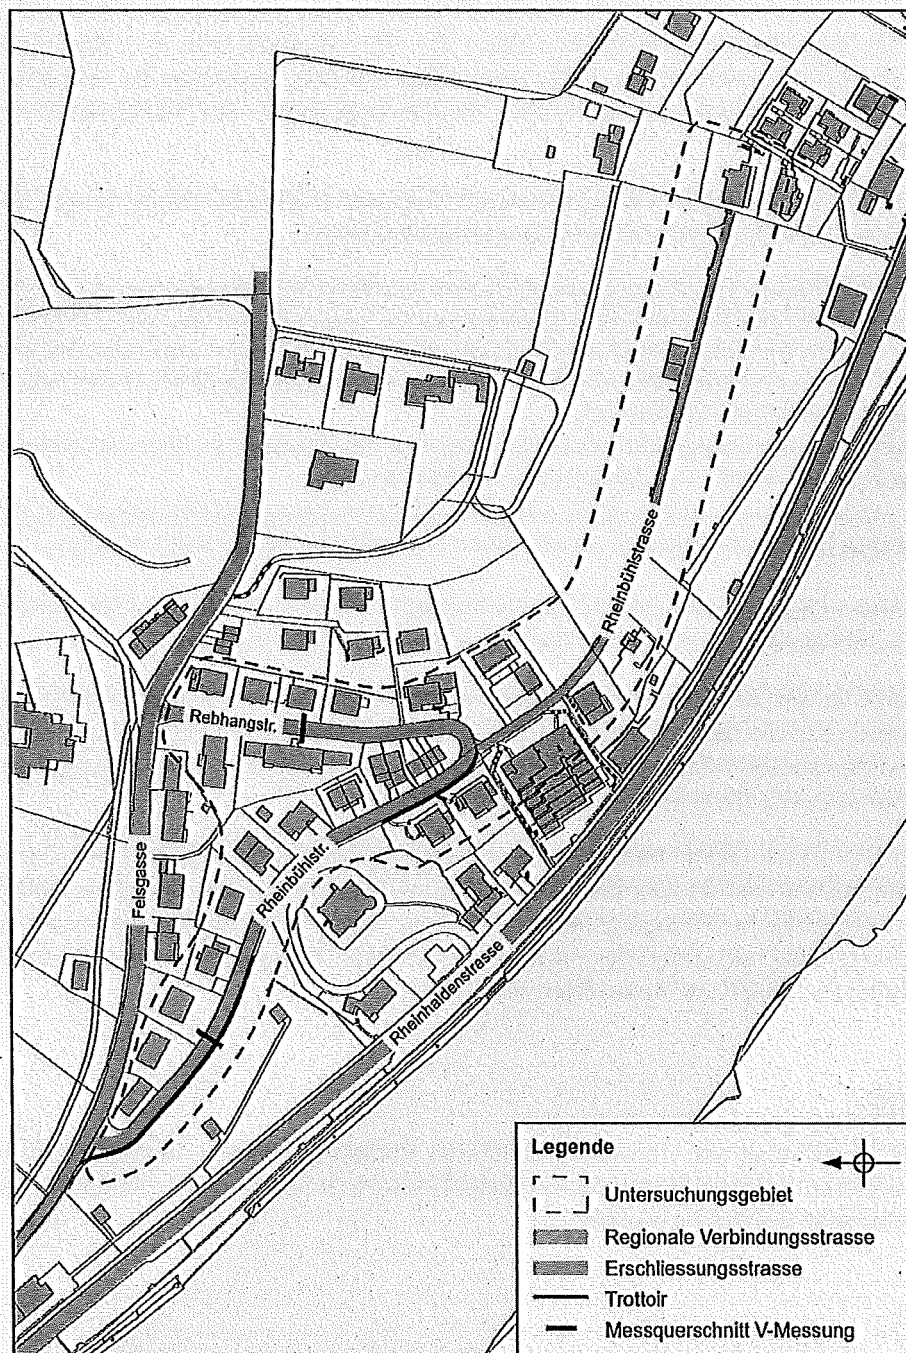 Rheinbühlstrasse
Rebhangstr.
Rheinbühlstr.
Felsgasse
Rheinhaldenstrasse
Legende
Untersuchungsgebiet
Regionale Verbindungsstrasse
Erschliessungsstrasse
Trottoir
Messquerschnitt V-Messung